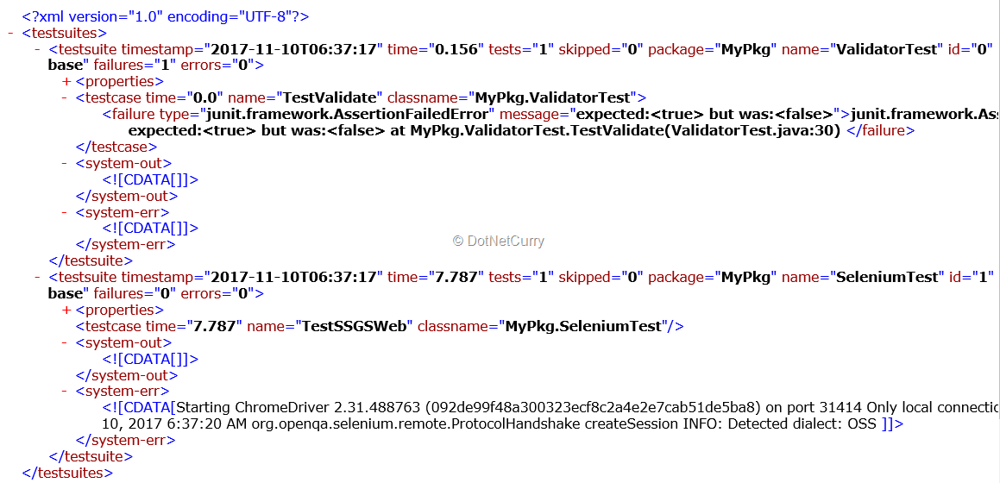 <?xml version="1.0" encoding="UTF-8"?>
- <testsuites>
- <testsuite timestamp="2017-11-10T06:37:17" time="0.156" tests="1" skipped="0" package="MyPkg" name="ValidatorTest" id="0"
base" failures="1" errors="0">
+ <properties>
- <testcase time="0.0" name="TestValidate" classname="MyPkg.ValidatorTest">
<failure type="junit.framework.AssertionFailedError" message="expected:<true> but was:<false>">junit.framework.As
expected:<true> but was:<false> at MyPkg.ValidatorTest.TestValidate(ValidatorTest.java:30) </failure>
</testcase>
- <system-out>
<![CDATA[]]>
</system-out>
- <system-err>
<![CDATA[]]>
</system-err>
© DotNetCurry
</testsuite>
- <testsuite timestamp="2017-11-10T06:37:17" time="7.787" tests="1" skipped="0" package="MyPkg" name="SeleniumTest" id="1"
base" failures="0" errors="0">
+ <properties>
<testcase time="7.787" name="TestSSGSWeb" classname="MyPkg.SeleniumTest"/>
- <system-out>
<![CDATA[]]>
</system-out>
- <system-err>
<![CDATA[Starting ChromeDriver 2.31.488763 (092de99f48a300323ecf8c2a4e2e7cab51de5ba8) on port 31414 Only local connectio
10, 2017 6:37:20 AM org.openqa.selenium.remote.ProtocolHandshake createSession INFO: Detected dialect: OSS ]]>
</system-err>
</testsuite>
</testsuites>